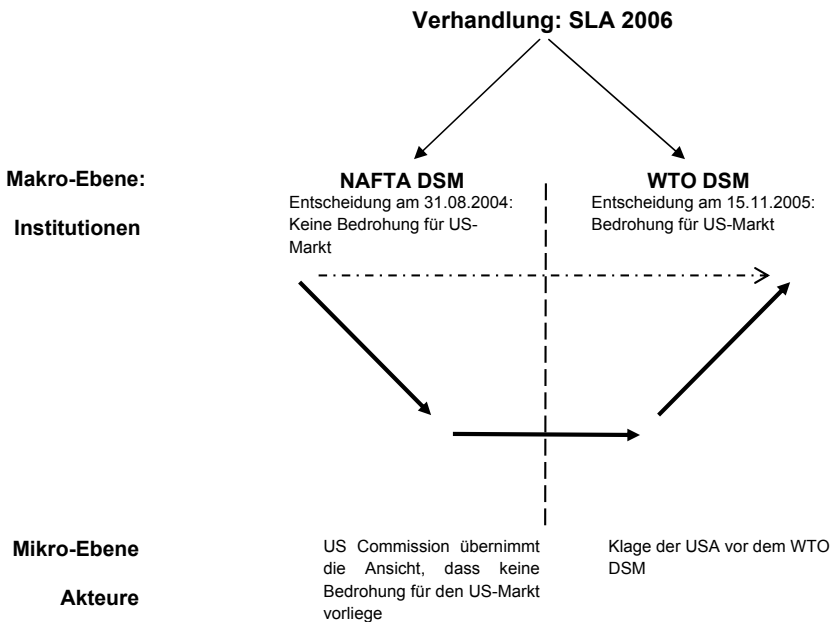 Verhandlung: SLA 2006
Makro-Ebene:
Institutionen
NAFTA DSM
Entscheidung am 31.08.2004:
Keine Bedrohung für US-
Markt
WTO DSM
Entscheidung am 15.11.2005:
Bedrohung für US-Markt
Mikro-Ebene
Akteure
US Commission übernimmt
die Ansicht, dass keine
Bedrohung für den US-Markt
vorliege
Klage der USA vor dem WTO
DSM